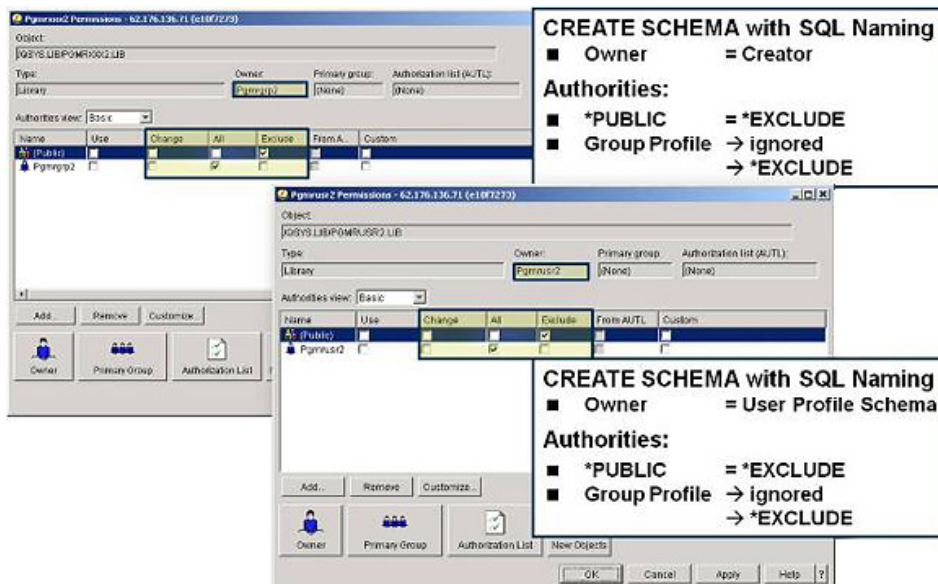 Pgmrusr2 Permissions - 62.176.136.71 (e10f7273)
Object:
Type:
Owner:
Primary group:
Authorization list (AUTL):
Library
Pgmrgrp2
(None)
(None)
Authorities view:
Basic
Name
Use
Change
All
Exclude
From A..
Custom
(Public)
Pgmrgrp2
Add...
Remove
Customize...
Owner
Primary Group
Authorization List
CREATE SCHEMA with SQL Naming
■ Owner = Creator
Authorities:
■ *PUBLIC = *EXCLUDE
■ Group Profile → ignored
→ *EXCLUDE
Pgmrusr2 Permissions - 62.176.136.71 (e10f7273)
Object:
/QSYS.LIB/PGMRUSR2.LIB
Type:
Owner:
Primary group:
Authorization list (AUTL):
Library
Pgmrusr2
(None)
(None)
Authorities view:
Basic
Name
Use
Change
All
Exclude
From AUTL
Custom
(Public)
Pgmrusr2
Add...
Remove
Customize...
Owner
Primary Group
Authorization List
New Objects
OK
Cancel
Apply
Help
?
CREATE SCHEMA with SQL Naming
■ Owner = User Profile Schema
Authorities:
■ *PUBLIC = *EXCLUDE
■ Group Profile → ignored
→ *EXCLUDE